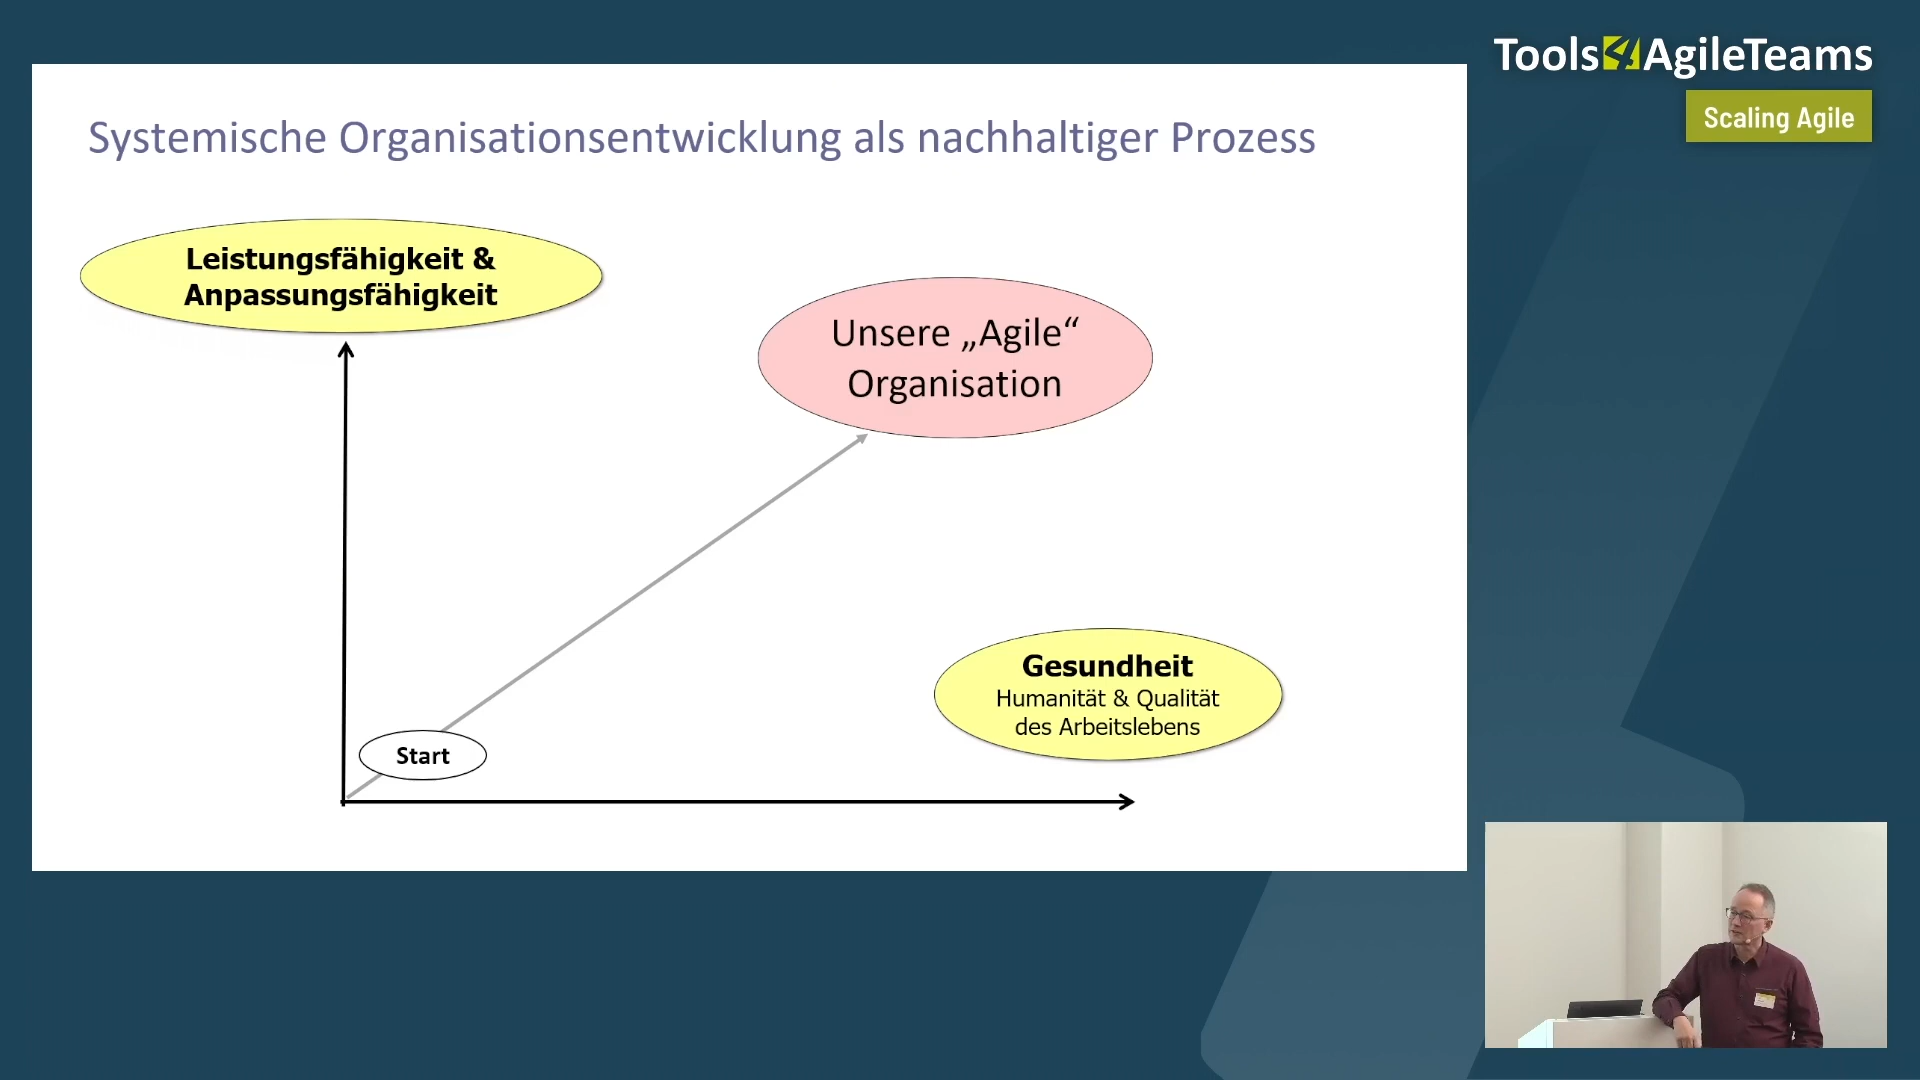 Tools4AgileTeams
Scaling Agile
Systemische Organisationsentwicklung als nachhaltiger Prozess
Leistungsfähigkeit &
Anpassungsfähigkeit
Unsere „Agile“
Organisation
Gesundheit
Humanität & Qualität
des Arbeitslebens
Start